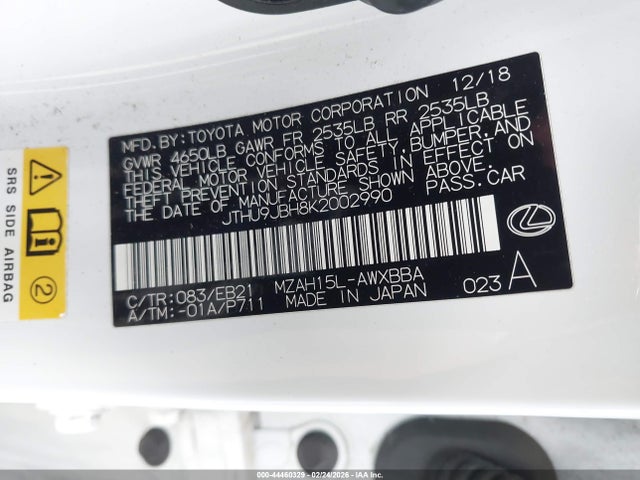 MFD.BY:TOYOTA MOTOR CORPORATION 12/18
GVWR 4650LB GAWR FR 2535LB RR 2535LB
THIS VEHICLE CONFORMS TO ALL APPLICABLE
FEDERAL MOTOR VEHICLE SAFETY,BUMPER,AND
THEFT PREVENTION STANDARDS IN EFFECT ON
THE DATE OF MANUFACTURE SHOWN ABOVE.
JTHU9JBH8K2002990 PASS.CAR
C/TR:083/EB21 MZAH15L-AWXBBA
A/TM:-01A/P711 MADE IN JAPAN 023 A
SRS SIDE AIRBAG
2
000-44460329 - 02/24/2026 - IAAI.COM